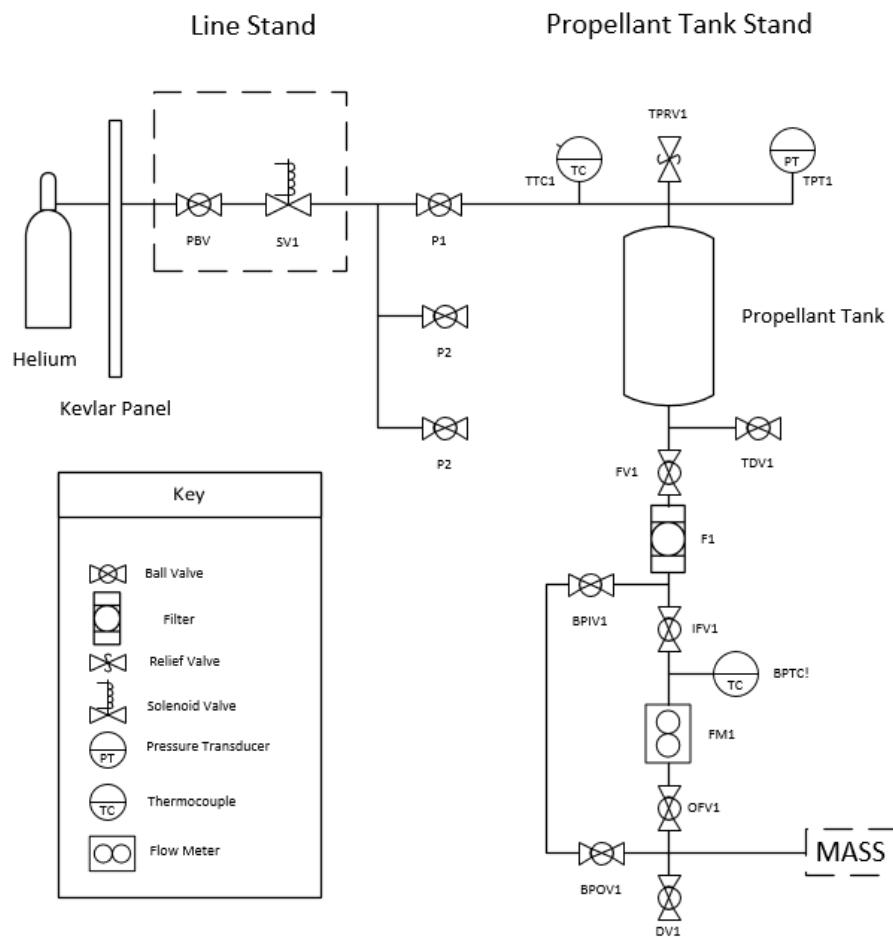 Line Stand
Propellant Tank Stand
TPRV1
TC
TTC1
PT
TPT1
PBV
SV1
P1
Helium
Kevlar Panel
P2
P2
Propellant Tank
TDV1
FV1
F1
BPIV1
IFV1
TC
BPTC!
FM1
OFV1
BPOV1
MASS
DV1
Key
Ball Valve
Filter
Relief Valve
Solenoid Valve
PT
Pressure Transducer
TC
Thermocouple
Flow Meter